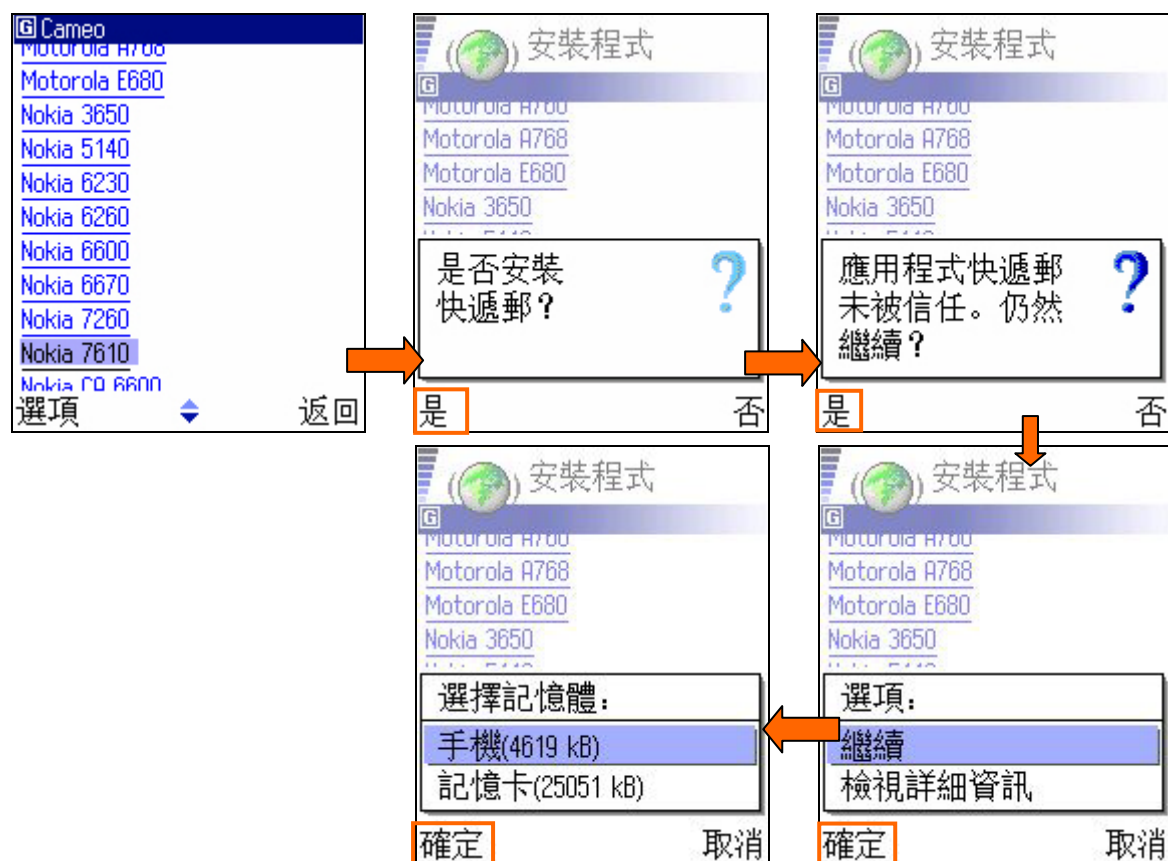 G Cameo
Motorola E680
Nokia 3650
Nokia 5140
Nokia 6230
Nokia 6260
Nokia 6600
Nokia 6670
Nokia 7260
Nokia 7610
選項 返回
安裝程式
G
Motorola A768
Motorola E680
Nokia 3650
是否安裝
快遞郵？
?
是 否
安裝程式
G
Motorola A768
Motorola E680
Nokia 3650
應用程式快遞郵
未被信任。仍然
繼續？
?
是 否
安裝程式
G
Motorola A768
Motorola E680
Nokia 3650
選項：
繼續
檢視詳細資訊
確定 取消
安裝程式
G
Motorola A768
Motorola E680
Nokia 3650
選擇記憶體：
手機(4619 kB)
記憶卡(25051 kB)
確定 取消